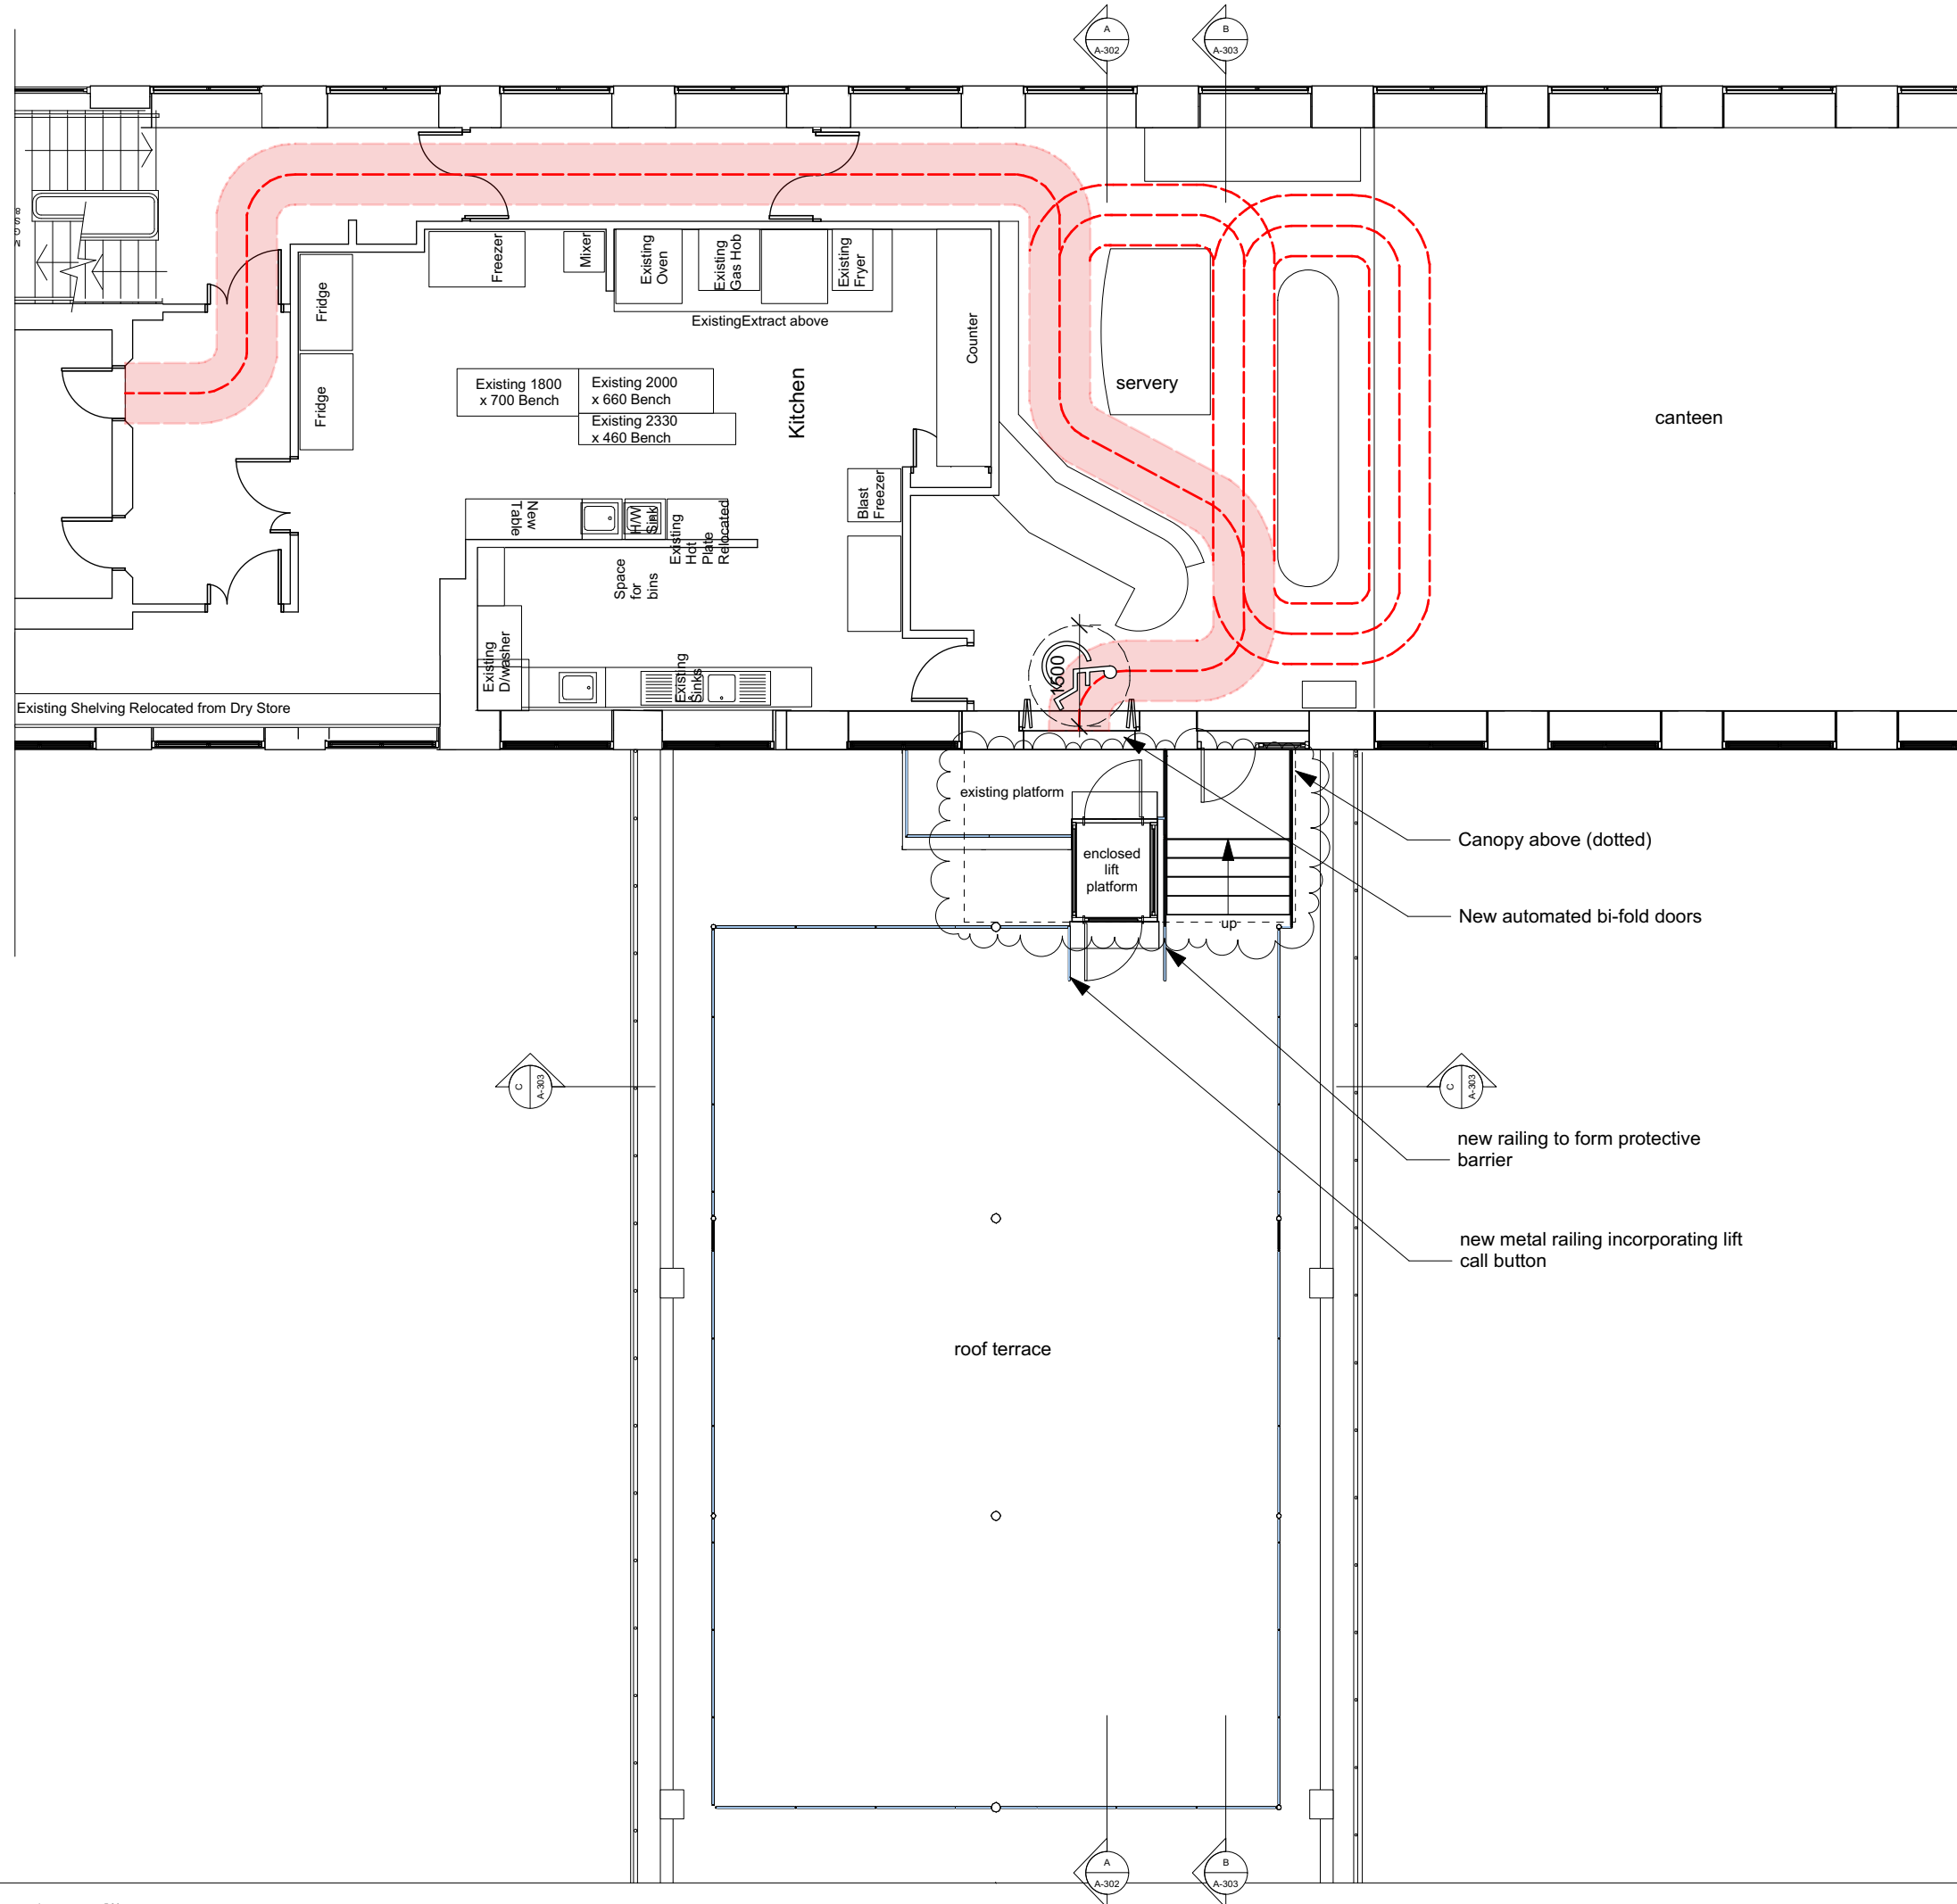 A
A-302
B
A-303
Freezer
Mixer
Existing
Oven
Existing
Gas Hob
Existing
Fryer
Fridge
ExistingExtract above
Counter
Fridge
Existing 1800
x 700 Bench
Existing 2000
x 660 Bench
Existing 2330
x 460 Bench
Kitchen
servery
canteen
New
Table
H/W
Sink
Existing
Hot
Plate
Relocated
Blast
Freezer
Space
for
bins
Existing
D/washer
Existing
Sinks
1500
Existing Shelving Relocated from Dry Store
existing platform
enclosed
lift
platform
up
Canopy above (dotted)
New automated bi-fold doors
C
A-303
C
A-303
new railing to form protective
barrier
new metal railing incorporating lift
call button
roof terrace
A
A-302
B
A-303